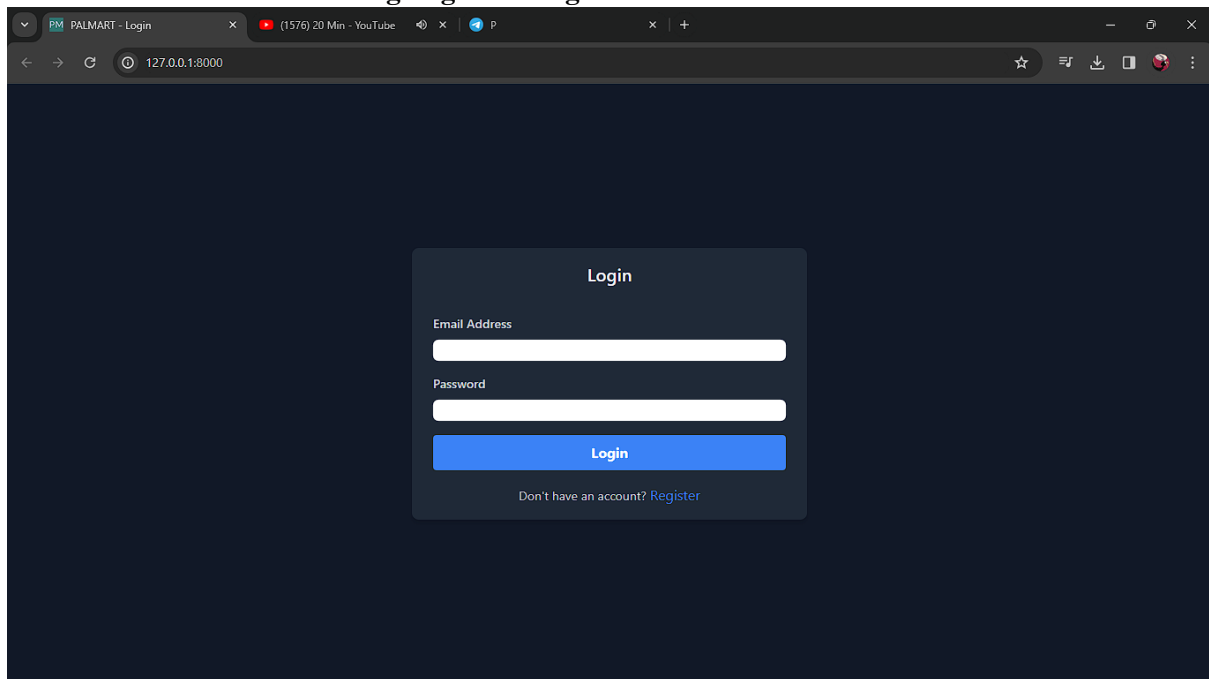 PM PALMART - Login
(1576) 20 Min - YouTube
P
127.0.0.1:8000
Login
Email Address
Password
Login
Don't have an account? Register